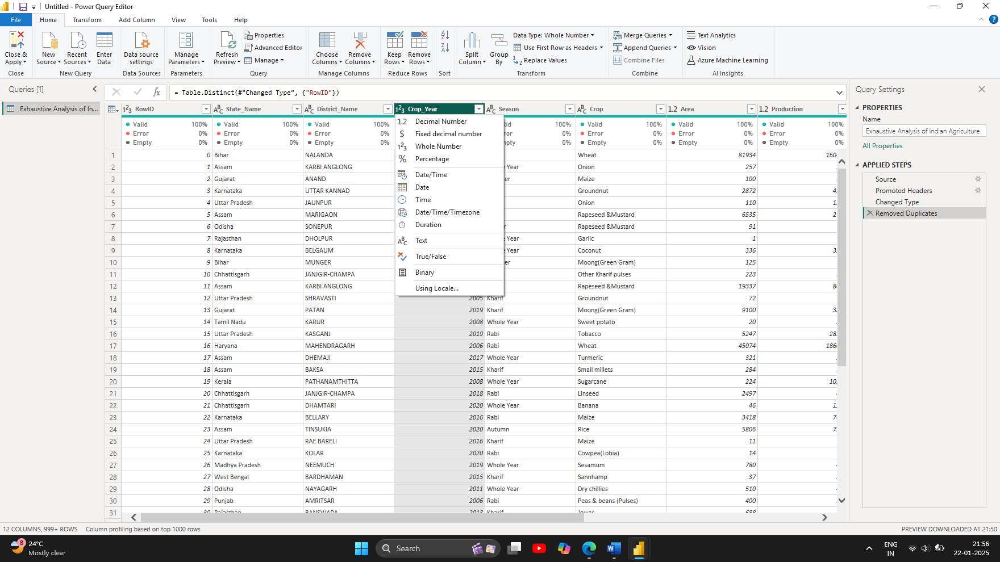 Untitled - Power Query Editor
File Home Transform Add Column View Tools Help
Close & Apply
Close
New Source
Recent Sources
Enter Data
New Query
Data source settings
Data Sources
Manage Parameters
Parameters
Refresh Preview
Properties
Advanced Editor
Manage
Query
Choose Columns
Remove Columns
Manage Columns
Keep Rows
Remove Rows
Reduce Rows
Sort
Split Column
Group By
Data Type: Whole Number
Use First Row as Headers
Replace Values
Transform
Merge Queries
Append Queries
Combine Files
Combine
Text Analytics
Vision
Azure Machine Learning
AI Insights
Queries [1]
Exhaustive Analysis of In...
fx = Table.Distinct(#"Changed Type", {"RowID"})
RowID State_Name District_Name Crop_Year Season Crop Area Production
Valid 100% Valid 100% Valid 100% lid 100% Valid 100% Valid 100% Valid 100%
Error 0% Error 0% Error 0% ror 0% Error 0% Error 0% Error 0%
Empty 0% Empty 0% Empty 0% npty 0% Empty 0% Empty 0% Empty 0%
1 0 Bihar NALANDA Wheat 81934 160
2 1 Assam KARBI ANGLONG Year Onion 257
3 2 Gujarat ANAND er Maize 100
4 3 Karnataka UTTAR KANNAD Groundnut 2872 4
5 4 Uttar Pradesh JAUNPUR Onion 110 1
6 5 Assam MARIGAON Rapeseed &Mustard 6535 2
7 6 Odisha SONEPUR Rapeseed &Mustard 91
8 7 Rajasthan DHOLPUR Year Garlic 1
9 8 Karnataka BELGAUM Year Coconut 336 3
10 9 Bihar MUNGER er Moong(Green Gram) 125
11 10 Chhattisgarh JANJGIR-CHAMPA Other Kharif pulses 223
12 11 Assam KARBI ANGLONG Rapeseed &Mustard 19337 8
13 12 Uttar Pradesh SHRAVASTI 2005 Kharif Groundnut 72
14 13 Gujarat PATAN 2019 Kharif Moong(Green Gram) 9100 3
15 14 Tamil Nadu KARUR 2008 Whole Year Sweet potato 20
16 15 Uttar Pradesh KASGANJ 2019 Rabi Tobacco 5247 28
17 16 Haryana MAHENDRAGARH 2006 Rabi Wheat 45074 186
18 17 Assam DHEMAJI 2017 Whole Year Turmeric 321
19 18 Assam BAKSA 2015 Kharif Small millets 284
20 19 Kerala PATHANAMTHITTA 2008 Whole Year Sugarcane 224 10
21 20 Chhattisgarh JANJGIR-CHAMPA 2018 Rabi Linseed 2497
22 21 Chhattisgarh DHAMTARI 2020 Whole Year Banana 46 1
23 22 Karnataka BELLARY 2016 Rabi Maize 3418 7
24 23 Assam TINSUKIA 2020 Autumn Rice 5806 7
25 24 Uttar Pradesh RAE BARELI 2016 Kharif Maize 11
26 25 Karnataka KOLAR 2020 Rabi Cowpea(Lobia) 14
27 26 Madhya Pradesh NEEMUCH 2019 Whole Year Sesamum 780
28 27 West Bengal BARDHAMAN 2015 Kharif Sannhamp 37
29 28 Odisha NAYAGARH 2011 Whole Year Dry chillies 510
30 29 Punjab AMRITSAR 2006 Rabi Peas & beans (Pulses) 400
31 30 Rajasthan BANSWARA 2013 Kharif Jowar 688
1.2 Decimal Number
$ Fixed decimal number
123 Whole Number
% Percentage
Date/Time
Date
Time
Date/Time/Timezone
Duration
ABC Text
True/False
Binary
Using Locale...
Query Settings
PROPERTIES
Name
Exhaustive Analysis of Indian Agriculture
All Properties
APPLIED STEPS
Source
Promoted Headers
Changed Type
Removed Duplicates
12 COLUMNS, 999+ ROWS Column profiling based on top 1000 rows PREVIEW DOWNLOADED AT 21:50
8 24°C
Mostly clear
Search
ENG
IN
21:56
22-01-2025